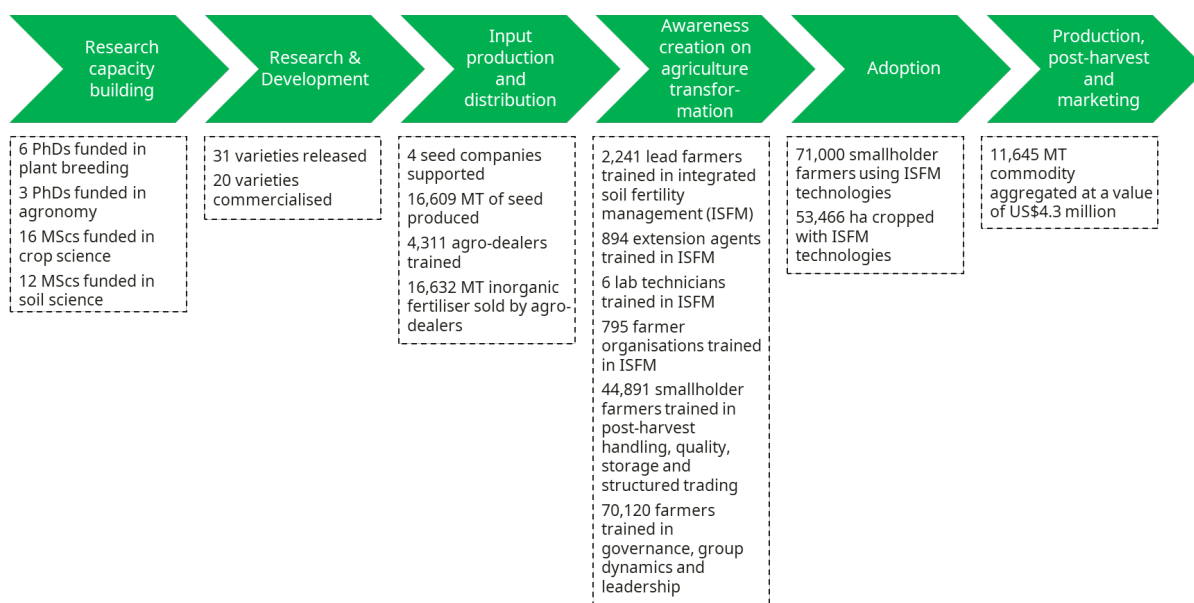 Research
capacity
building
Research &
Development
Input
production
and
distribution
Awareness
creation on
agriculture
transfor-
mation
Adoption
Production,
post-harvest
and
marketing
6 PhDs funded in
plant breeding
3 PhDs funded in
agronomy
16 MScs funded in
crop science
12 MScs funded in
soil science
31 varieties released
20 varieties
commercialised
4 seed companies
supported
16,609 MT of seed
produced
4,311 agro-dealers
trained
16,632 MT inorganic
fertiliser sold by agro-
dealers
2,241 lead farmers
trained in integrated
soil fertility
management (ISFM)
894 extension agents
trained in ISFM
6 lab technicians
trained in ISFM
795 farmer
organisations trained
in ISFM
44,891 smallholder
farmers trained in
post-harvest
handling, quality,
storage and
structured trading
70,120 farmers
trained in
governance, group
dynamics and
leadership
71,000 smallholder
farmers using ISFM
technologies
53,466 ha cropped
with ISFM
technologies
11,645 MT
commodity
aggregated at a value
of US$4.3 million